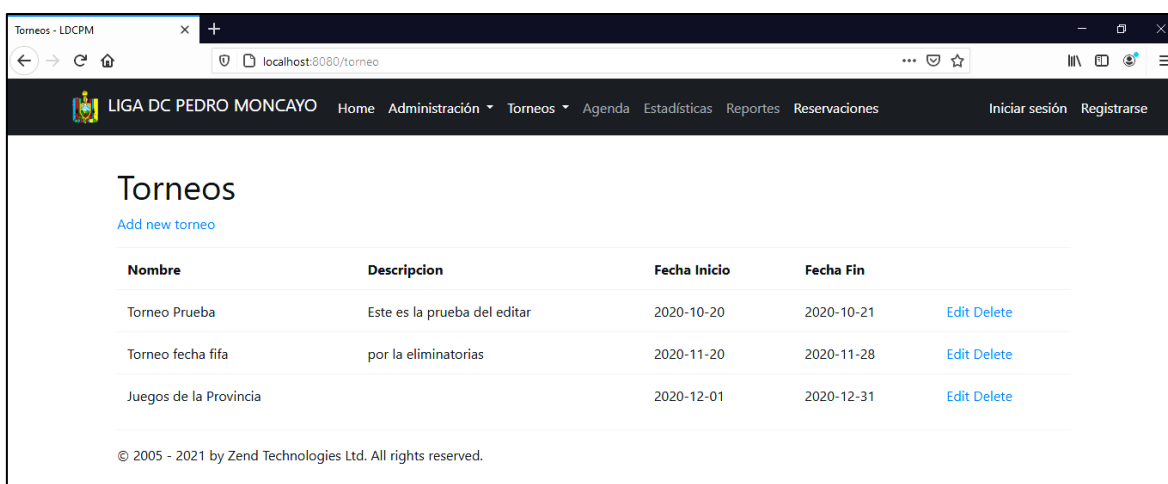 Torneos - LDCPM
localhost:8080/torneo
LIGA DC PEDRO MONCAYO Home Administración Torneos Agenda Estadísticas Reportes Reservaciones Iniciar sesión Registrarse
Torneos
Add new torneo
Nombre Descripcion Fecha Inicio Fecha Fin
Torneo Prueba Este es la prueba del editar 2020-10-20 2020-10-21 Edit Delete
Torneo fecha fifa por la eliminatorias 2020-11-20 2020-11-28 Edit Delete
Juegos de la Provincia 2020-12-01 2020-12-31 Edit Delete
© 2005 - 2021 by Zend Technologies Ltd. All rights reserved.